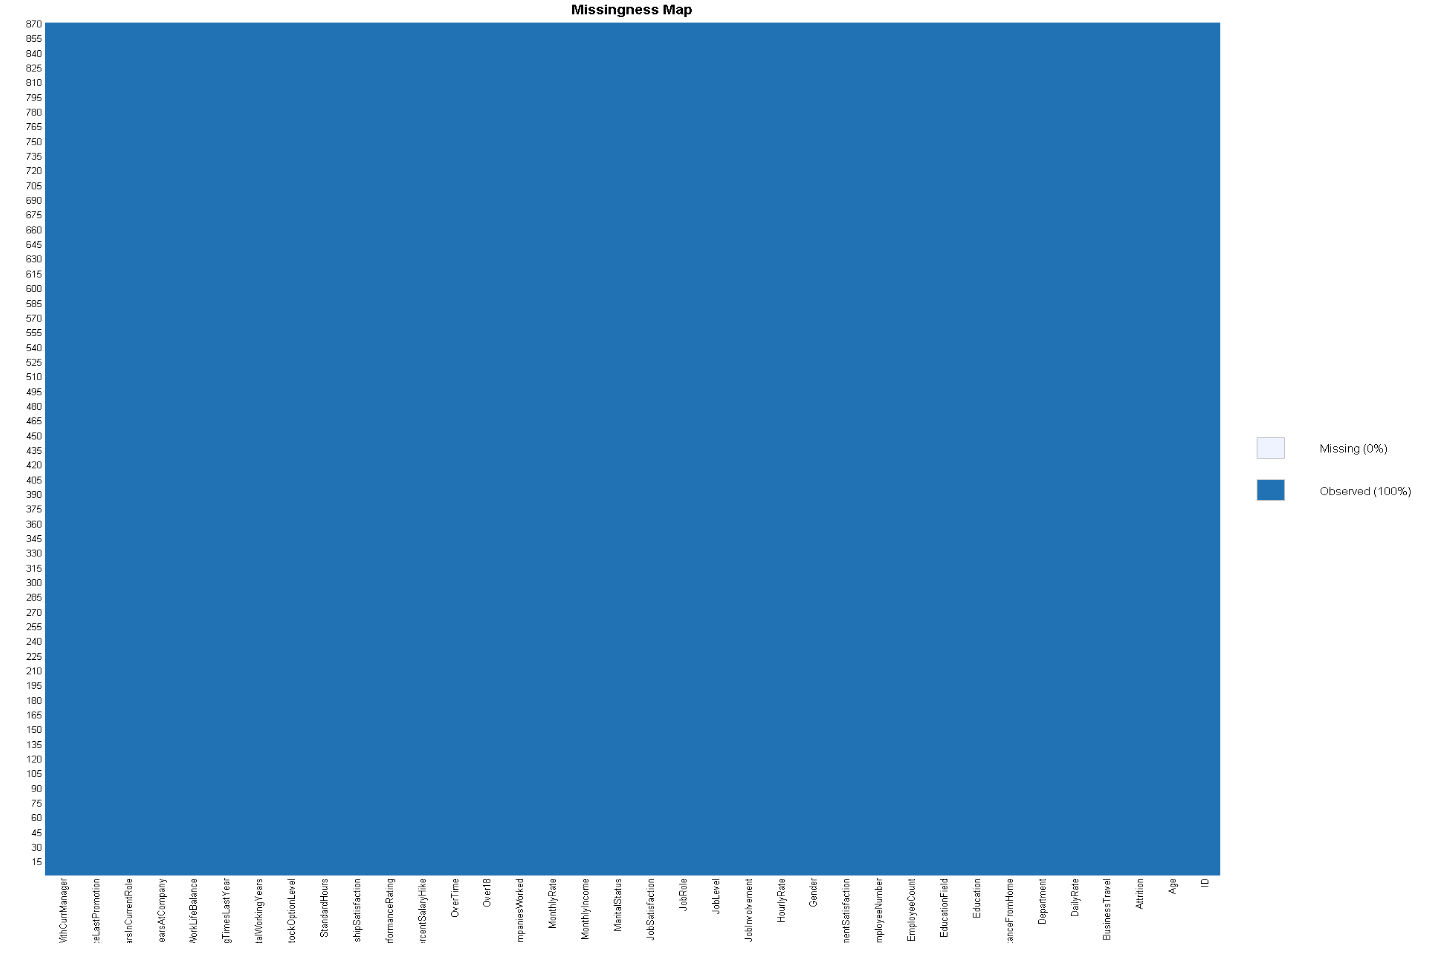 Missingness Map
870
855
840
825
810
795
780
765
750
735
720
705
690
675
660
645
630
615
600
585
570
555
540
525
510
495
480
465
450
435
420
405
390
375
360
345
330
315
300
285
270
255
240
225
210
195
180
165
150
135
120
105
90
75
60
45
30
15
Missing (0%)
Observed (100%)
WithCurrManager
ceLastPromotion
arsInCurrentRole
earsAtCompany
WorkLifeBalance
gTimesLastYear
talWorkingYears
tockOptionLevel
StandardHours
shipSatisfaction
rformanceRating
ercentSalaryHike
OverTime
Over18
mpaniesWorked
MonthlyRate
MonthlyIncome
MaritalStatus
JobSatisfaction
JobRole
JobLevel
JobInvolvement
HourlyRate
Gender
nentSatisfaction
mployeeNumber
EmployeeCount
EducationField
Education
anceFromHome
Department
DailyRate
BusinessTravel
Attrition
Age
ID